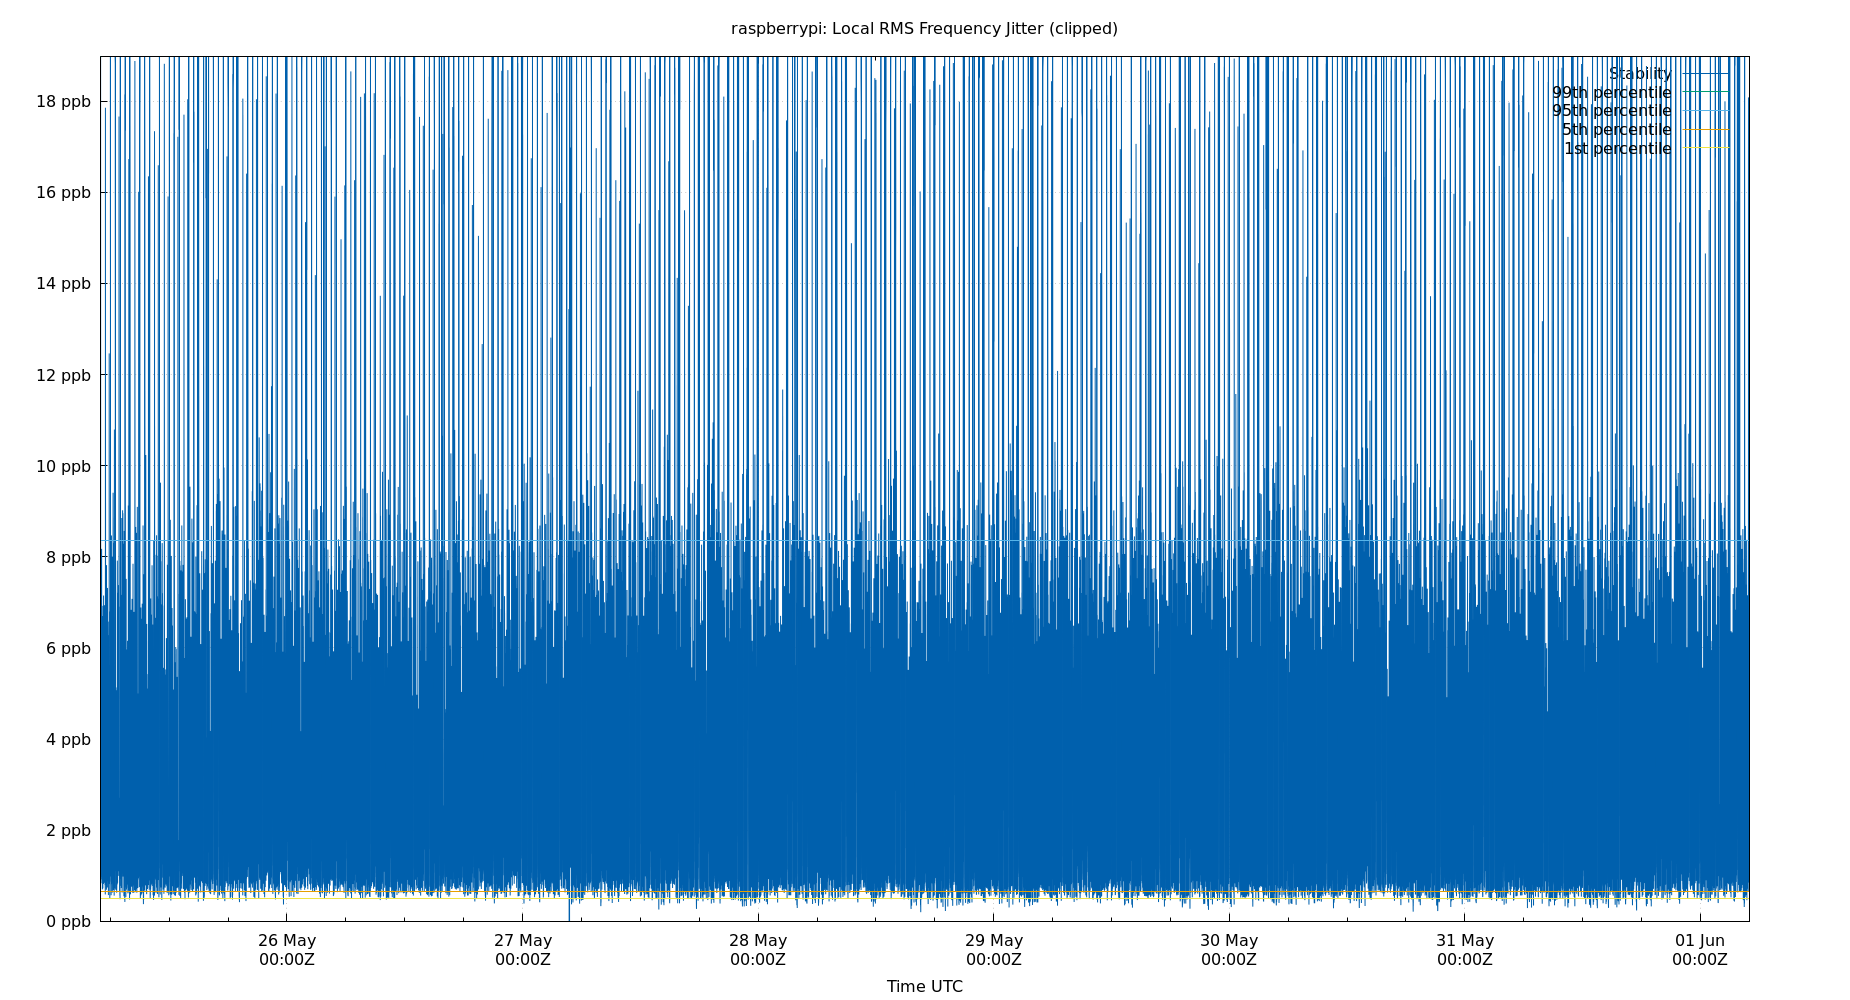 raspberrypi: Local RMS Frequency Jitter (clipped)
Stability
99th percentile
95th percentile
5th percentile
1st percentile
18 ppb
16 ppb
14 ppb
12 ppb
10 ppb
8 ppb
6 ppb
4 ppb
2 ppb
0 ppb
26 May 27 May 28 May 29 May 30 May 31 May 01 Jun
00:00Z 00:00Z 00:00Z 00:00Z 00:00Z 00:00Z 00:00Z
Time UTC